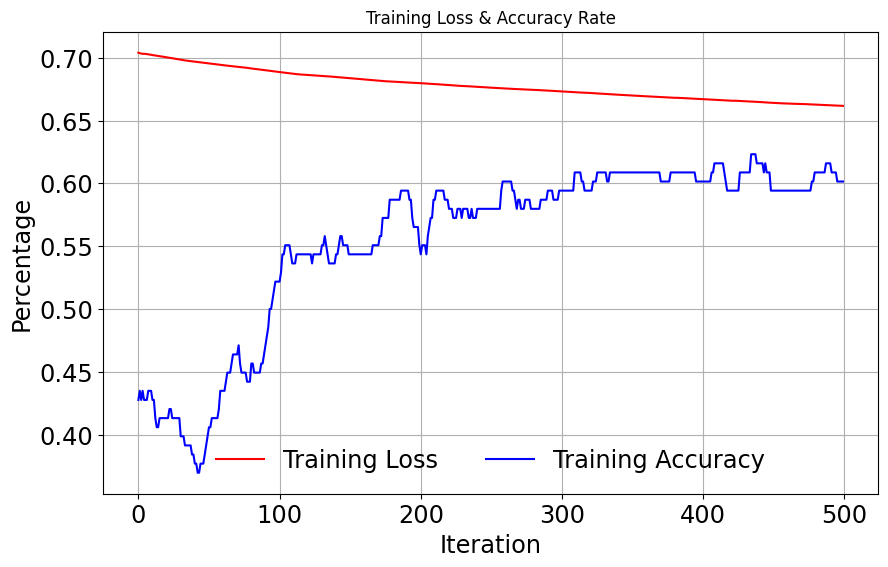 Training Loss & Accuracy Rate
0.70
0.65
0.60
0.55
0.50
0.45
0.40
Percentage
Training Loss
Training Accuracy
0 100 200 300 400 500
Iteration